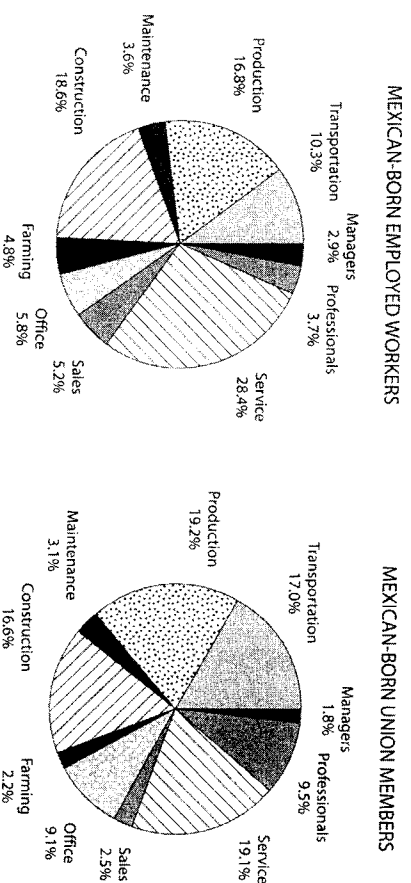 MEXICAN-BORN EMPLOYED WORKERS
Managers
2.9%
Professionals
3.7%
Service
28.4%
Sales
5.2%
Office
5.8%
Farming
4.8%
Construction
18.6%
Maintenance
3.6%
Production
16.8%
Transportation
10.3%
MEXICAN-BORN UNION MEMBERS
Managers
1.8%
Professionals
9.5%
Service
19.1%
Sales
2.5%
Office
9.1%
Farming
2.2%
Construction
16.6%
Maintenance
3.1%
Production
19.2%
Transportation
17.0%